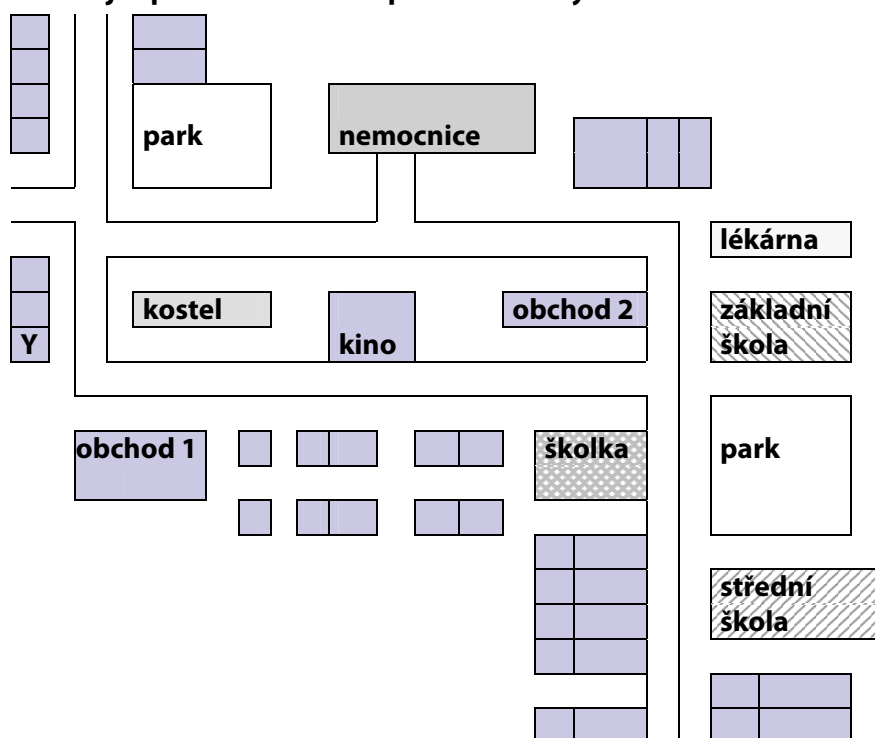 park
nemocnice
lékárna
kostel
obchod 2
základní
škola
Y
kino
obchod 1
školka
park
střední
škola